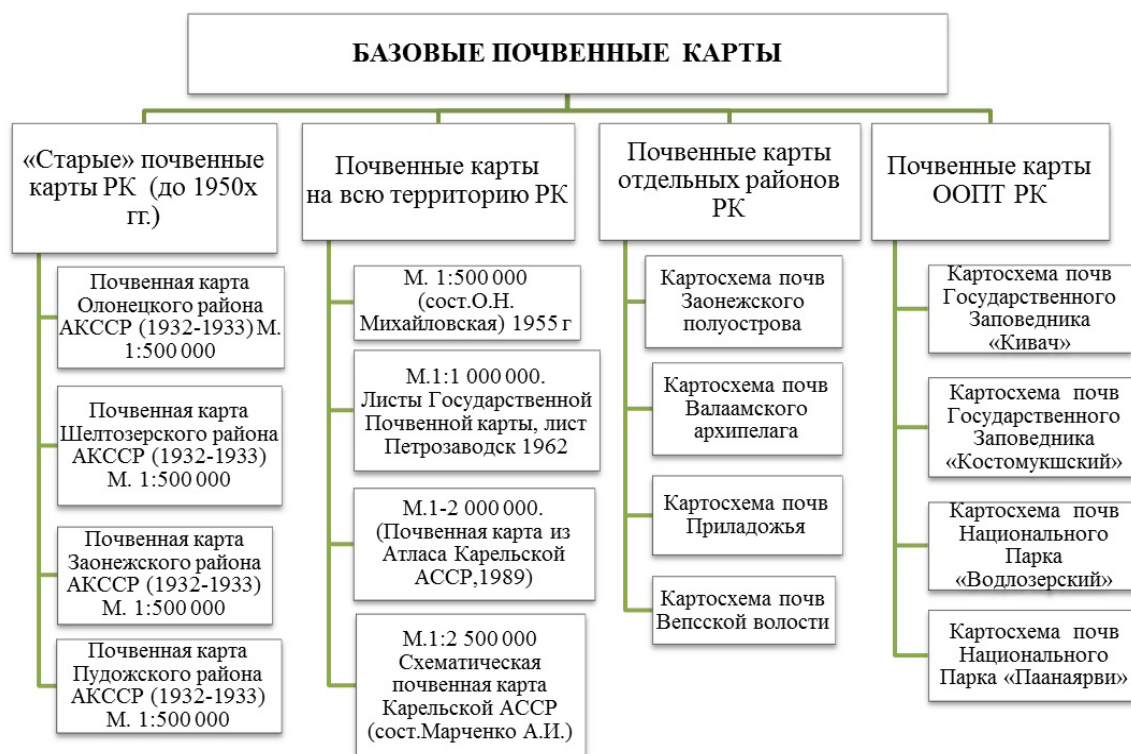 БАЗОВЫЕ ПОЧВЕННЫЕ КАРТЫ
«Старые» почвенные
карты РК (до 1950х
гг.)
Почвенная карта
Олонецкого района
АКССР (1932-1933) М.
1:500 000
Почвенная карта
Шелтозерского района
АКССР (1932-1933)
М. 1:500 000
Почвенная карта
Заонежского района
АКССР (1932-1933)
М. 1:500 000
Почвенная карта
Пудожского района
АКССР (1932-1933)
М. 1:500 000
Почвенные карты
на всю территорию РК
М. 1:500 000
(сост.О.Н.
Михайловская) 1955 г
М.1:1 000 000.
Листы Государственной
Почвенной карты, лист
Петрозаводск 1962
М.1-2 000 000.
(Почвенная карта из
Атласа Карельской
АССР,1989)
М.1:2 500 000
Схематическая
почвенная карта
Карельской АССР
(сост.Марченко А.И.)
Почвенные карты
отдельных районов
РК
Картосхема почв
Заонежского
полуострова
Картосхема почв
Валаамского
архипелага
Картосхема почв
Приладожья
Картосхема почв
Вепсской волости
Почвенные карты
ООПТ РК
Картосхема почв
Государственного
Заповедника
«Кивач»
Картосхема почв
Государственного
Заповедника
«Костомукшский»
Картосхема почв
Национального
Парка
«Водлозерский»
Картосхема почв
Национального
Парка «Паанаярви»